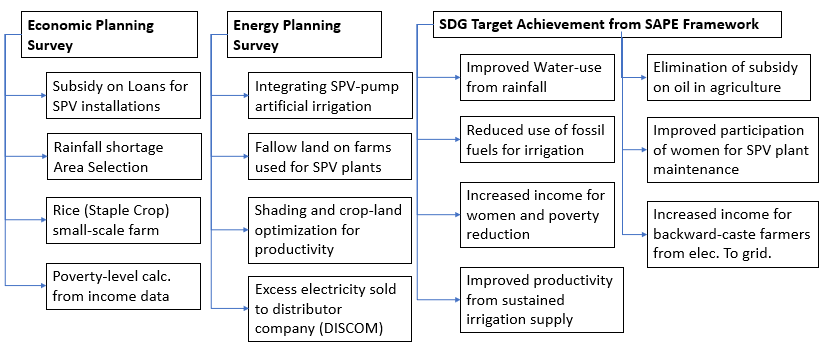 Economic Planning
Survey
Subsidy on Loans for
SPV installations
Rainfall shortage
Area Selection
Rice (Staple Crop)
small-scale farm
Poverty-level calc.
from income data
Energy Planning
Survey
Integrating SPV-pump
artificial irrigation
Fallow land on farms
used for SPV plants
Shading and crop-land
optimization for
productivity
Excess electricity sold
to distributor
company (DISCOM)
SDG Target Achievement from SAPE Framework
Improved Water-use
from rainfall
Reduced use of fossil
fuels for irrigation
Increased income for
women and poverty
reduction
Improved productivity
from sustained
irrigation supply
Elimination of subsidy
on oil in agriculture
Improved participation
of women for SPV plant
maintenance
Increased income for
backward-caste farmers
from elec. To grid.